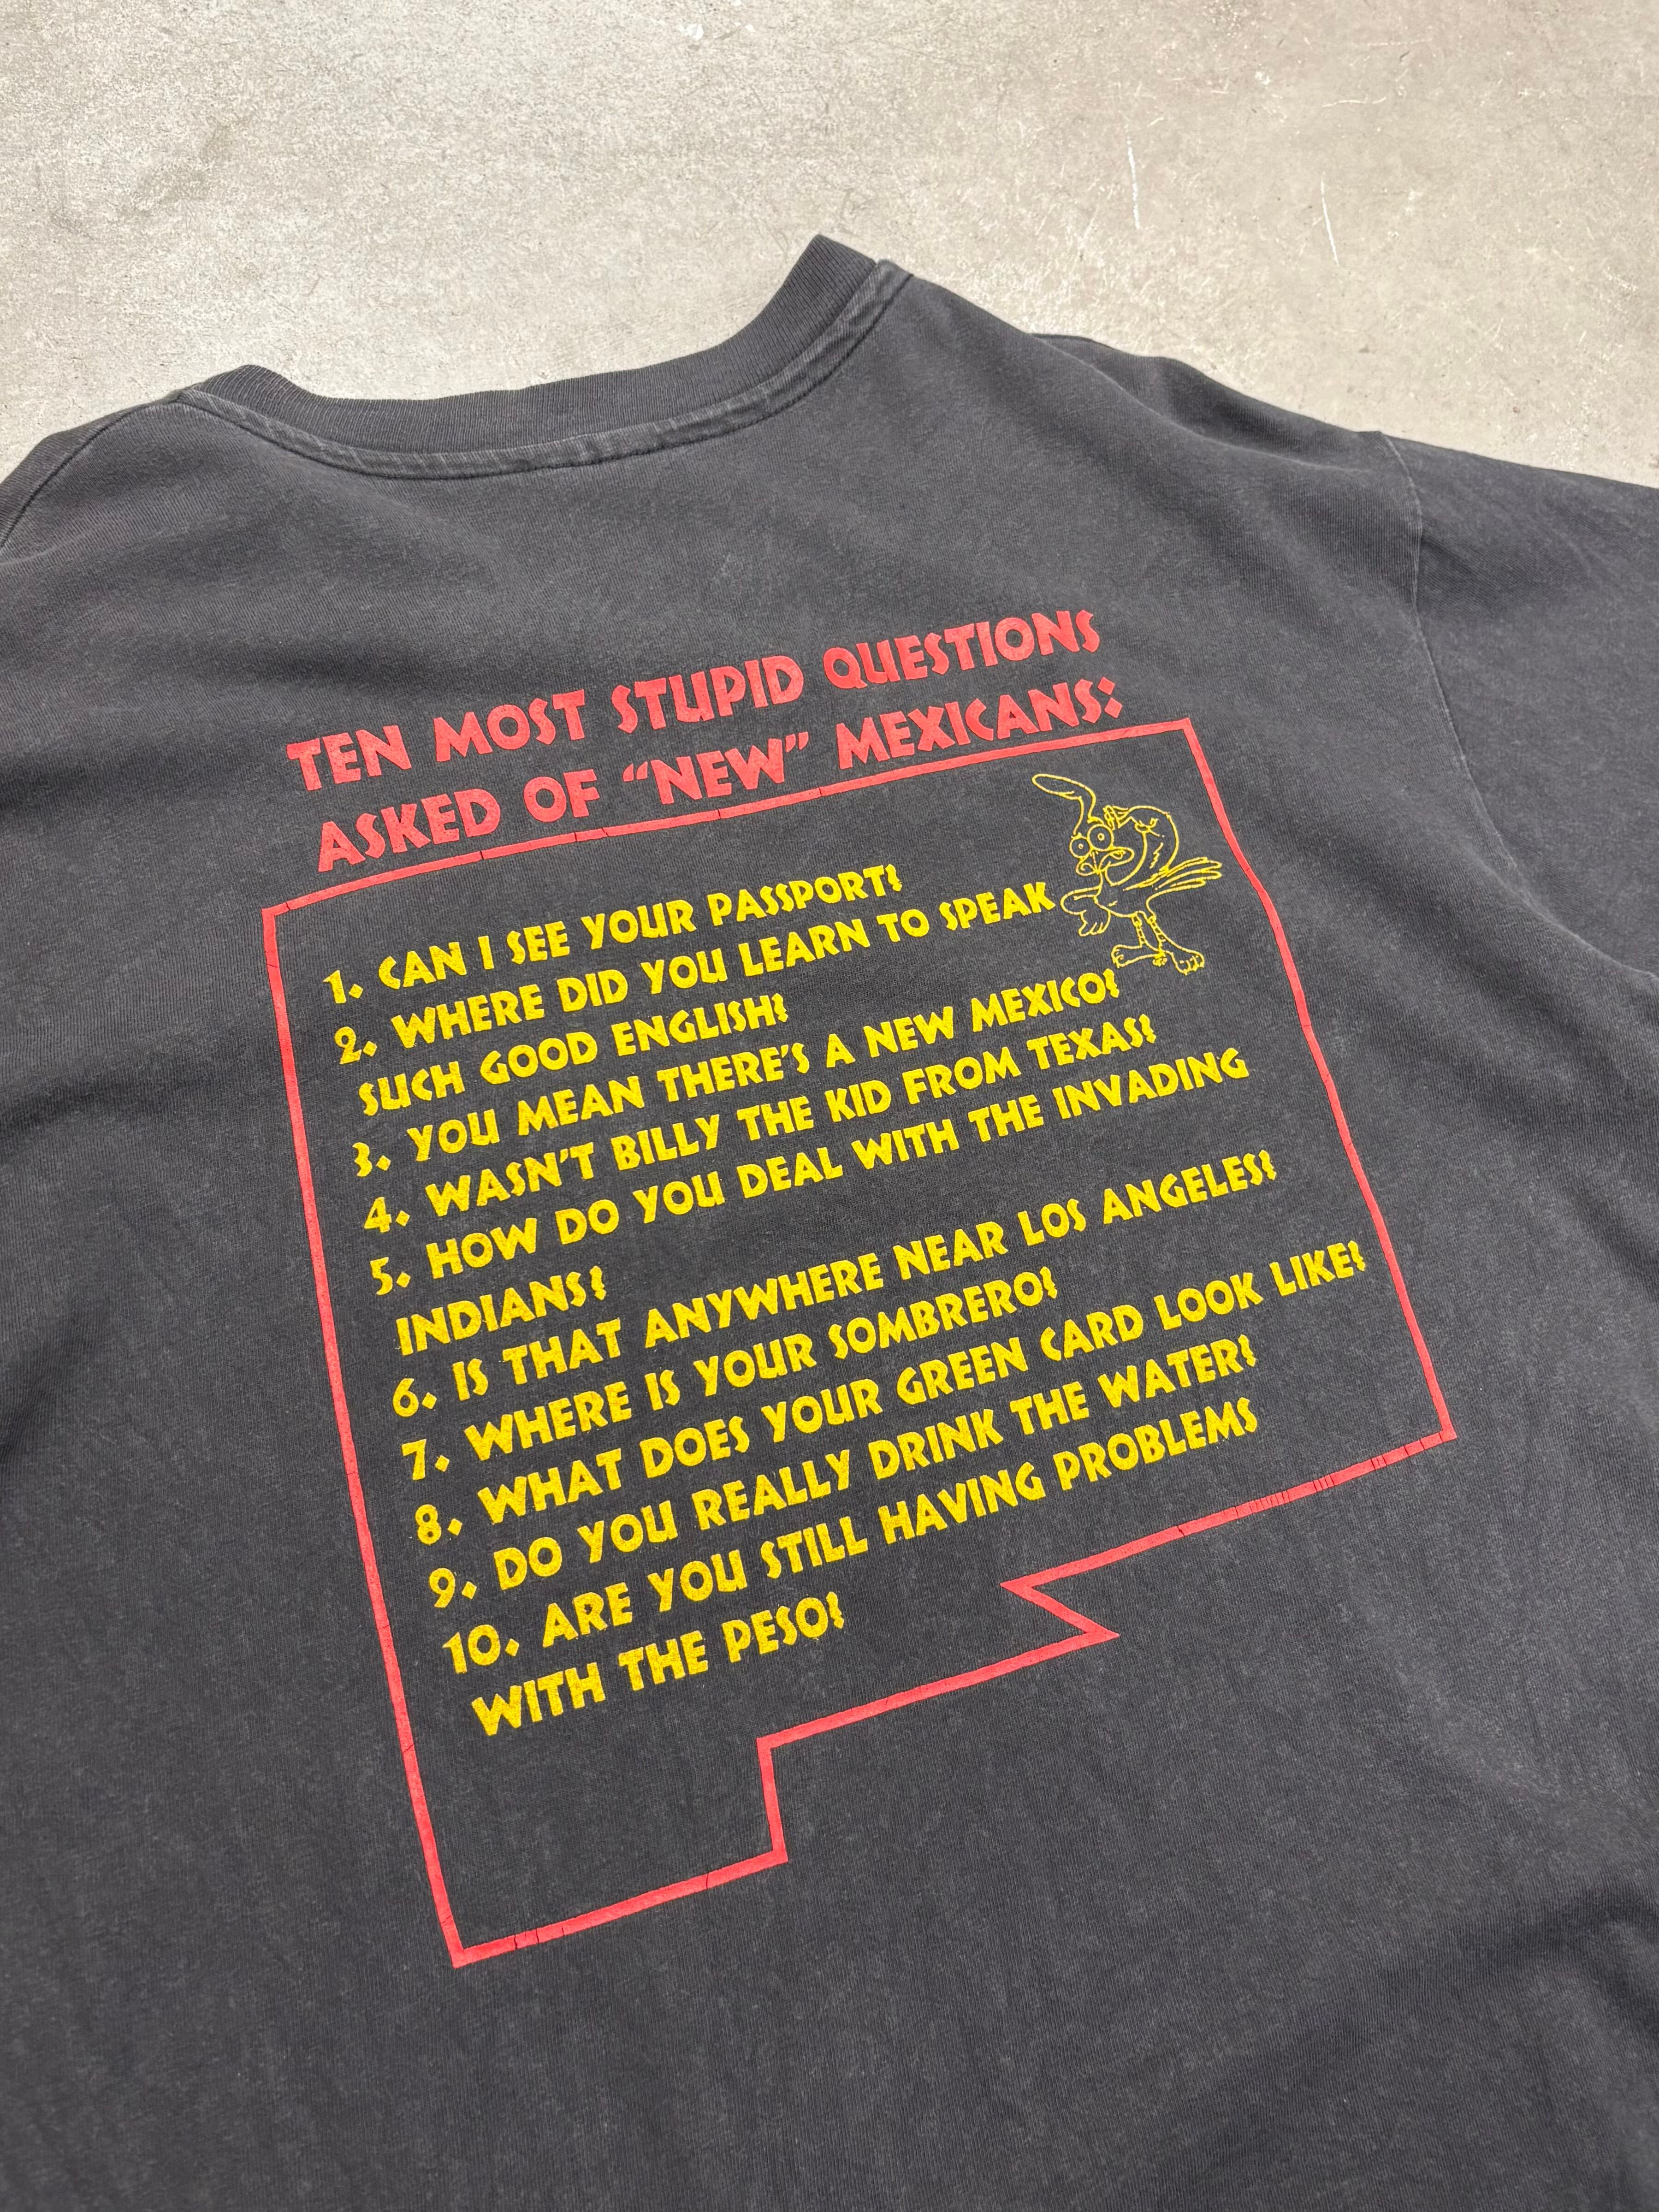 TEN MOST STUPID QUESTIONS
ASKED OF “NEW” MEXICANS:
1. CAN I SEE YOUR PASSPORT?
2. WHERE DID YOU LEARN TO SPEAK
SUCH GOOD ENGLISH?
3. YOU MEAN THERE'S A NEW MEXICO?
4. WASN'T BILLY THE KID FROM TEXAS?
5. HOW DO YOU DEAL WITH THE INVADING
INDIANS?
6. IS THAT ANYWHERE NEAR LOS ANGELES?
7. WHERE IS YOUR SOMBRERO?
8. WHAT DOES YOUR GREEN CARD LOOK LIKE?
9. DO YOU REALLY DRINK THE WATER?
10. ARE YOU STILL HAVING PROBLEMS
WITH THE PESO?